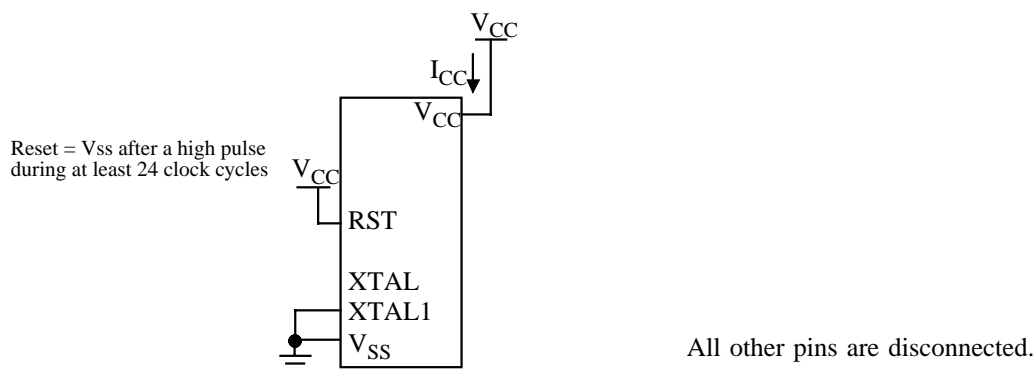 VCC
ICC
VCC
Reset = Vss after a high pulse
during at least 24 clock cycles
VCC
RST
XTAL
XTAL1
VSS
All other pins are disconnected.